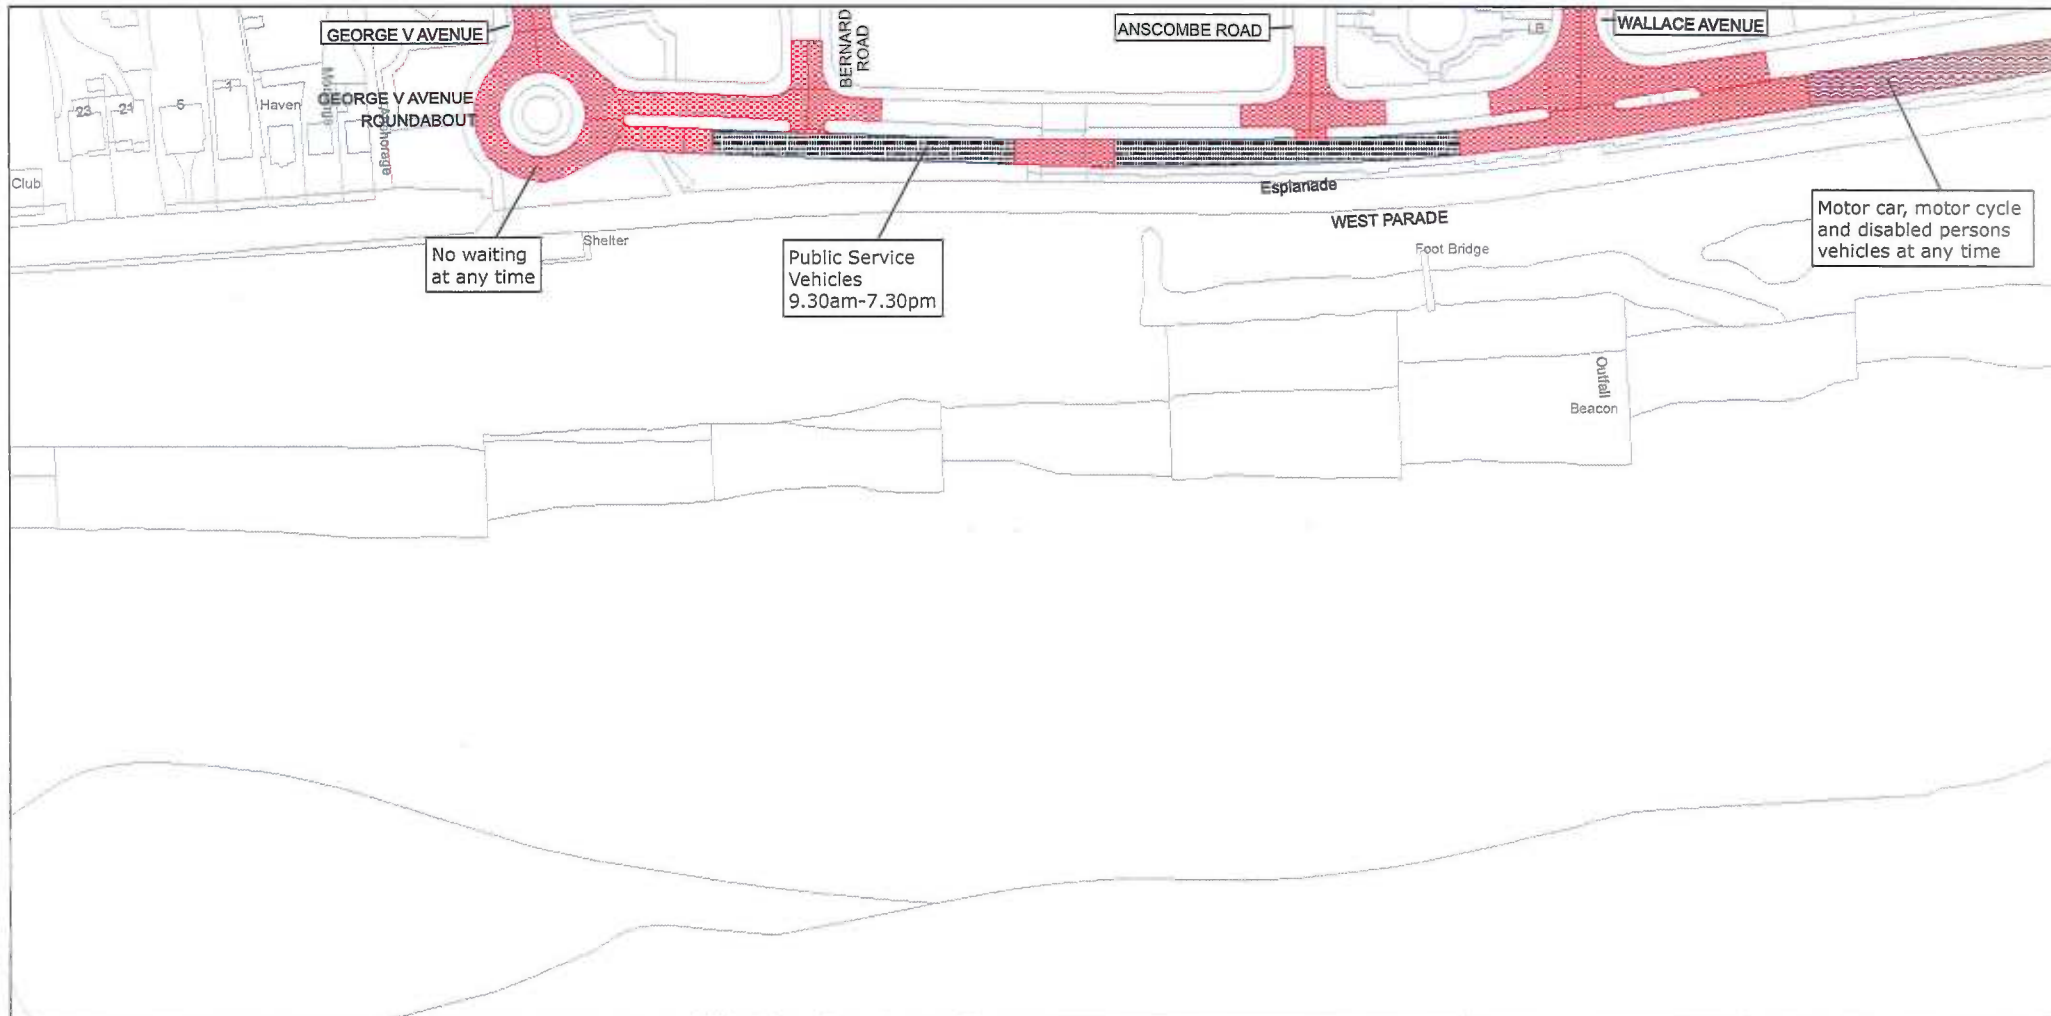 GEORGE V AVENUE
BERNARD
ROAD
ANSCOMBE ROAD
LB
WALLACE AVENUE
23
21
5
1
Haven
GEORGE V AVENUE
ROUNDABOUT
Anchorage
Club
Esplanade
WEST PARADE
Shelter
Foot Bridge
No waiting
at any time
Public Service
Vehicles
9.30am-7.30pm
Motor car, motor cycle
and disabled persons
vehicles at any time
Outfall
Beacon